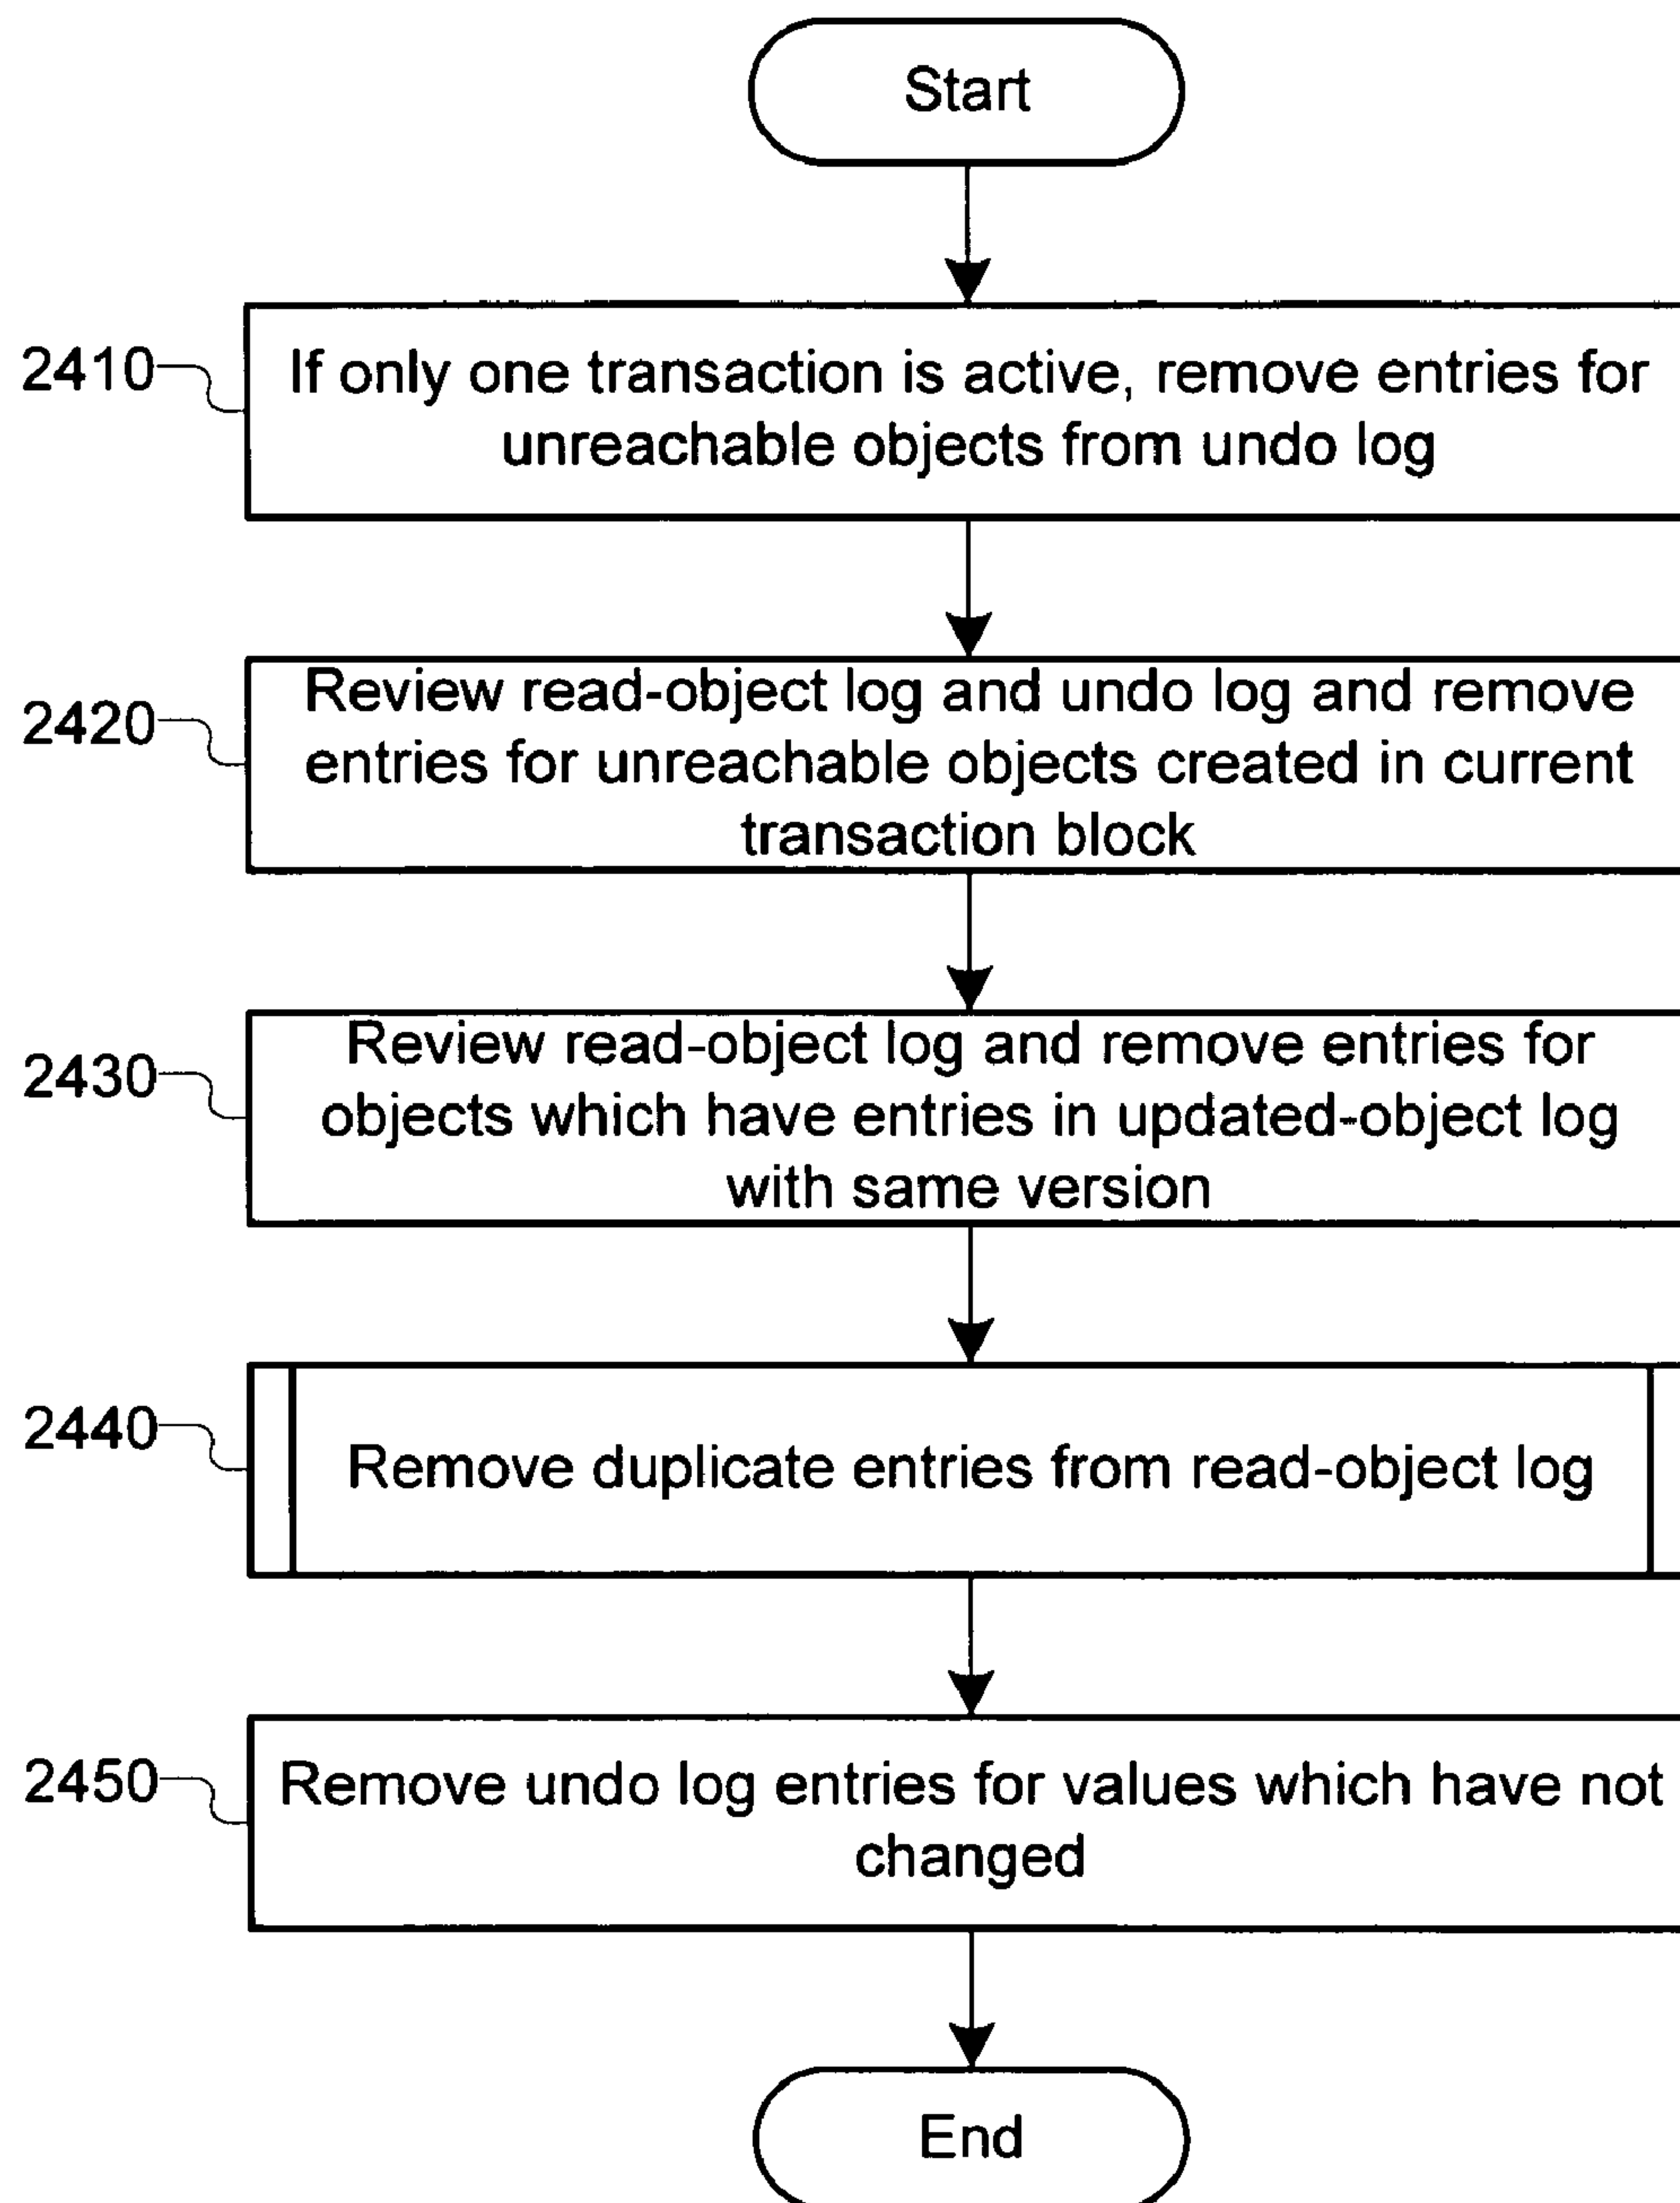 Start
2410
If only one transaction is active, remove entries for
unreachable objects from undo log
2420
Review read-object log and undo log and remove
entries for unreachable objects created in current
transaction block
2430
Review read-object log and remove entries for
objects which have entries in updated-object log
with same version
2440
Remove duplicate entries from read-object log
2450
Remove undo log entries for values which have not
changed
End